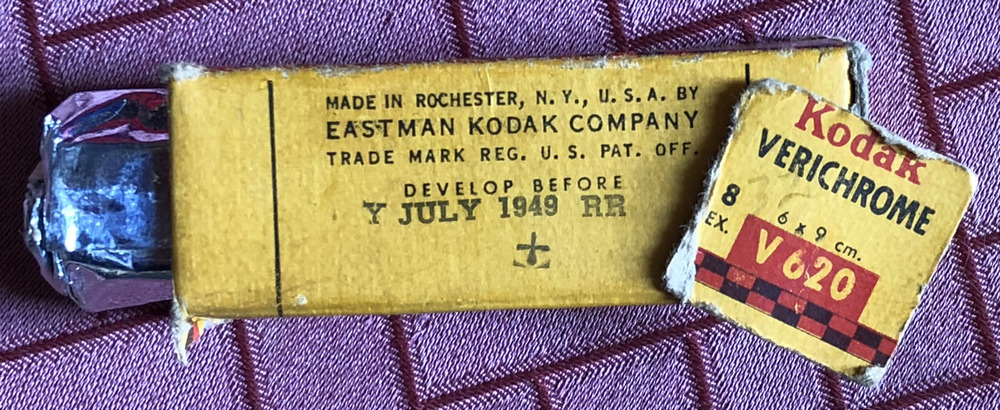 MADE IN ROCHESTER, N. Y., U. S. A. BY
EASTMAN KODAK COMPANY
TRADE MARK REG. U. S. PAT. OFF.
DEVELOP BEFORE
Y JULY 1949 RR
Kodak
VERICHROME
8
EX.
6 x 9 cm.
V 620